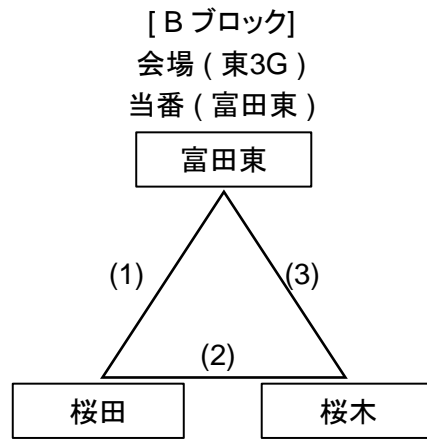 [ B ブロック]
会場 ( 東3G )
当番 ( 富田東 )
富田東
(1)
(3)
(2)
桜田
桜木